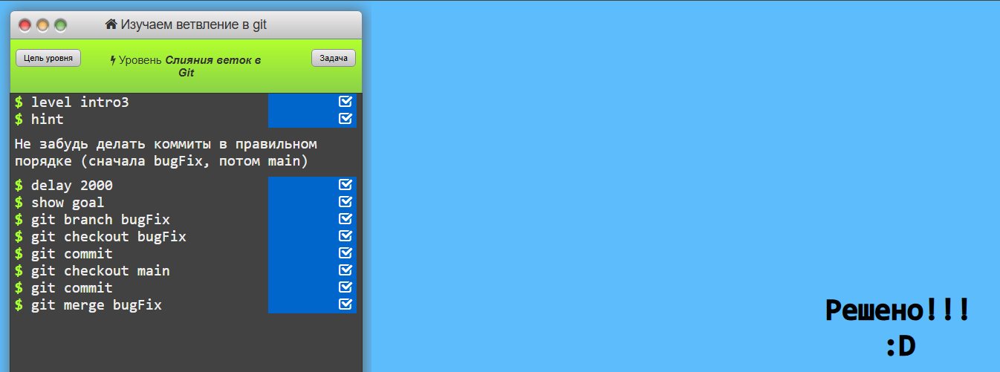 Изучаем ветвление в git
Цель уровня
Уровень Слияния веток в
Git
Задача
$ level intro3
$ hint
Не забудь делать коммиты в правильном
порядке (сначала bugFix, потом main)
$ delay 2000
$ show goal
$ git branch bugFix
$ git checkout bugFix
$ git commit
$ git checkout main
$ git commit
$ git merge bugFix
Решено!!!
:D